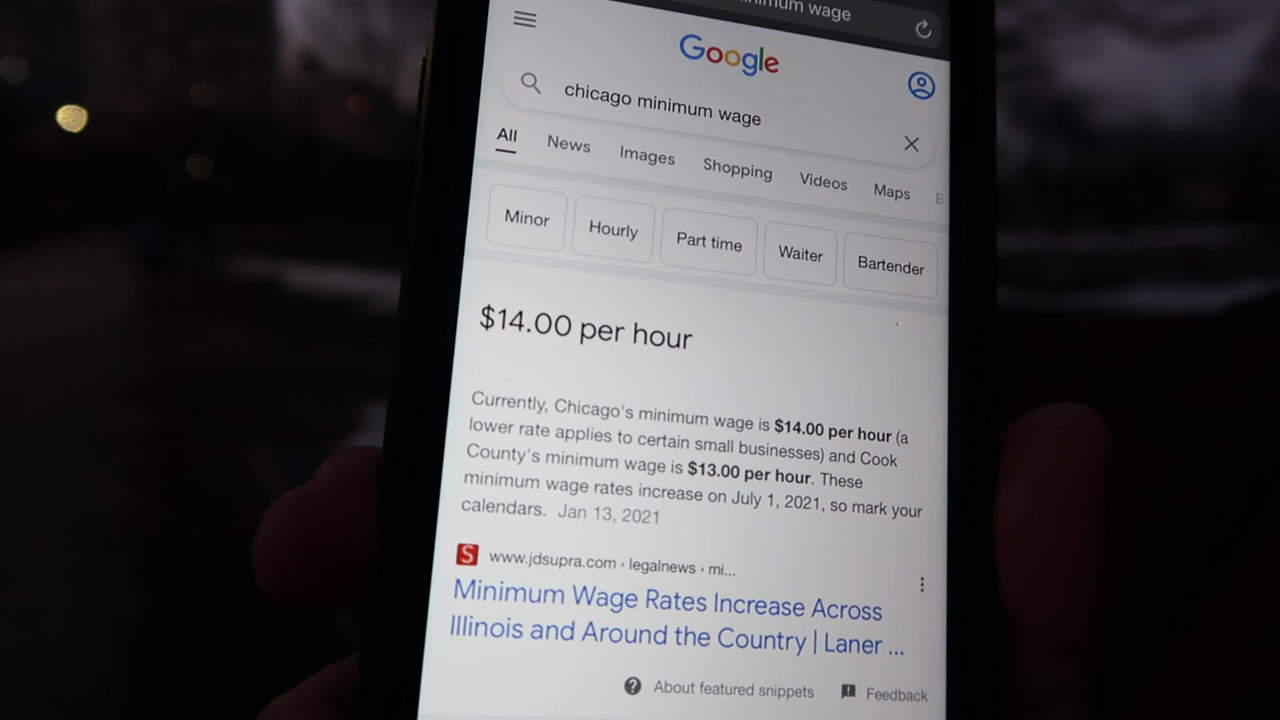 wage
Google
chicago minimum wage
All News Images Shopping Videos Maps
Minor Hourly Part time Waiter Bartender
$14.00 per hour
Currently, Chicago's minimum wage is $14.00 per hour (a
lower rate applies to certain small businesses) and Cook
County's minimum wage is $13.00 per hour. These
minimum wage rates increase on July 1, 2021, so mark your
calendars. Jan 13, 2021
S www.jdsupra.com › legalnews › mi...
Minimum Wage Rates Increase Across
Illinois and Around the Country | Laner ...
? About featured snippets ! Feedback